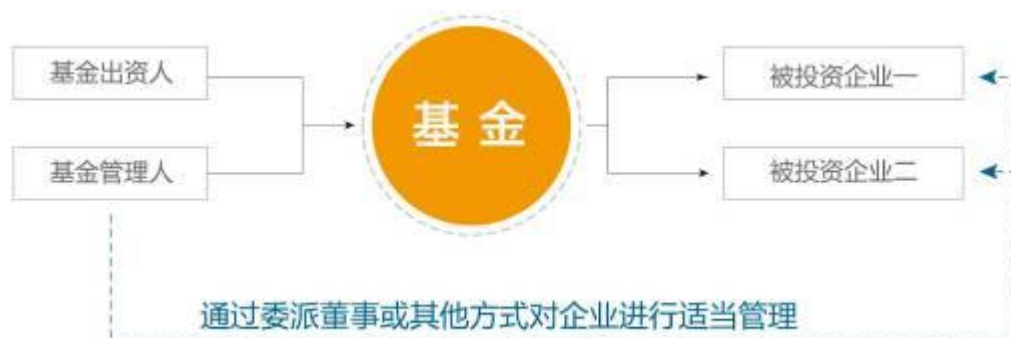 基金出资人
基金管理人
基金
被投资企业一
被投资企业二
通过委派董事或其他方式对企业进行适当管理